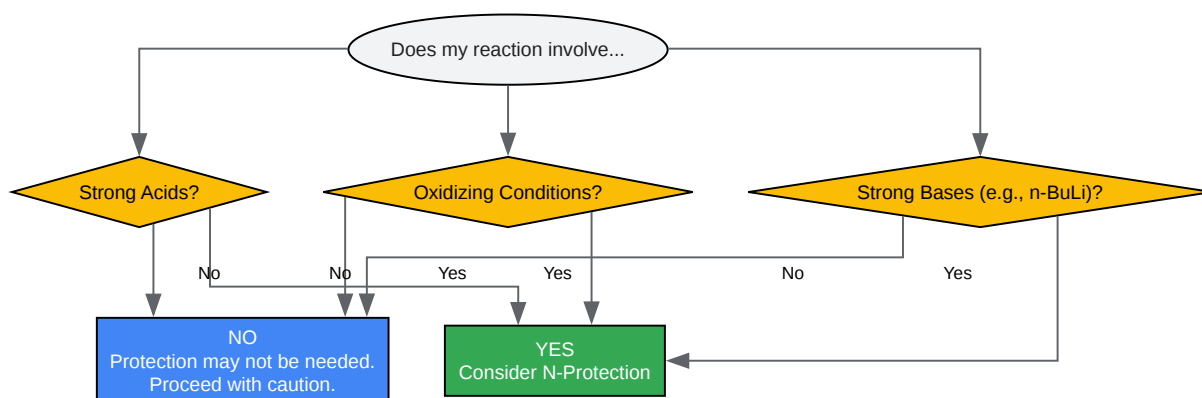 Does my reaction involve...
Strong Acids?
Oxidizing Conditions?
Strong Bases (e.g., n-BuLi)?
No
No
Yes
Yes
No
Yes
NO
Protection may not be needed.
Proceed with caution.
YES
Consider N-Protection